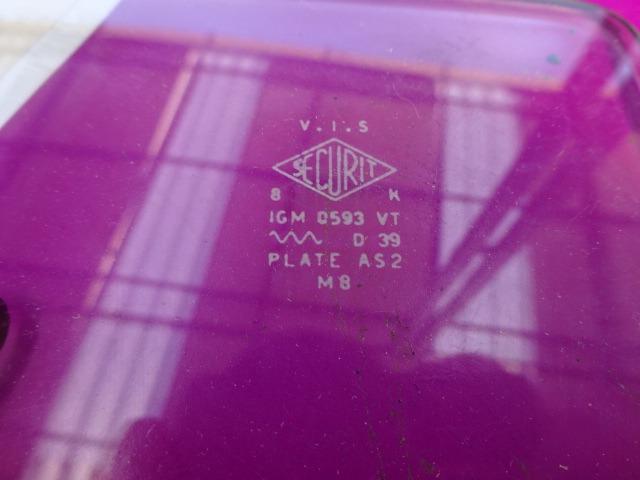 V.I.S
SECURIT
8 K
IGM 0593 VT
D 39
PLATE AS2
M8